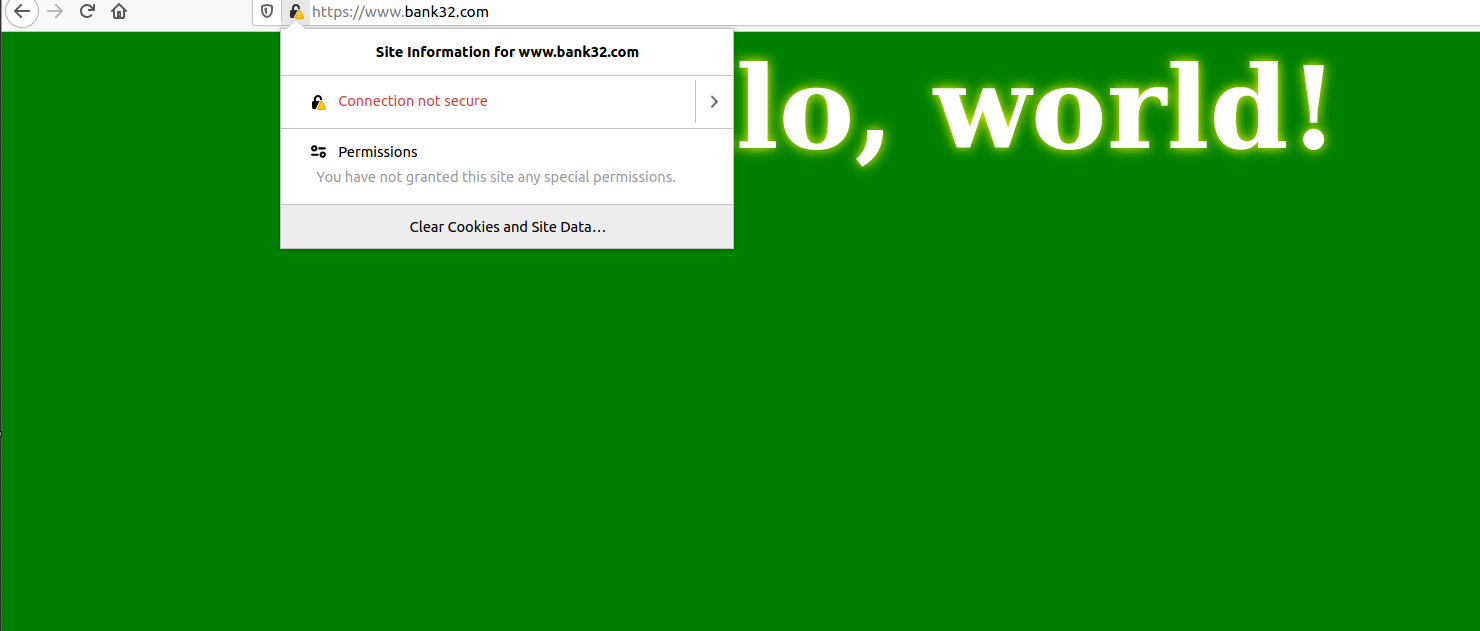 https://www.bank32.com
Site Information for www.bank32.com
lo, world!
Connection not secure
Permissions
You have not granted this site any special permissions.
Clear Cookies and Site Data…